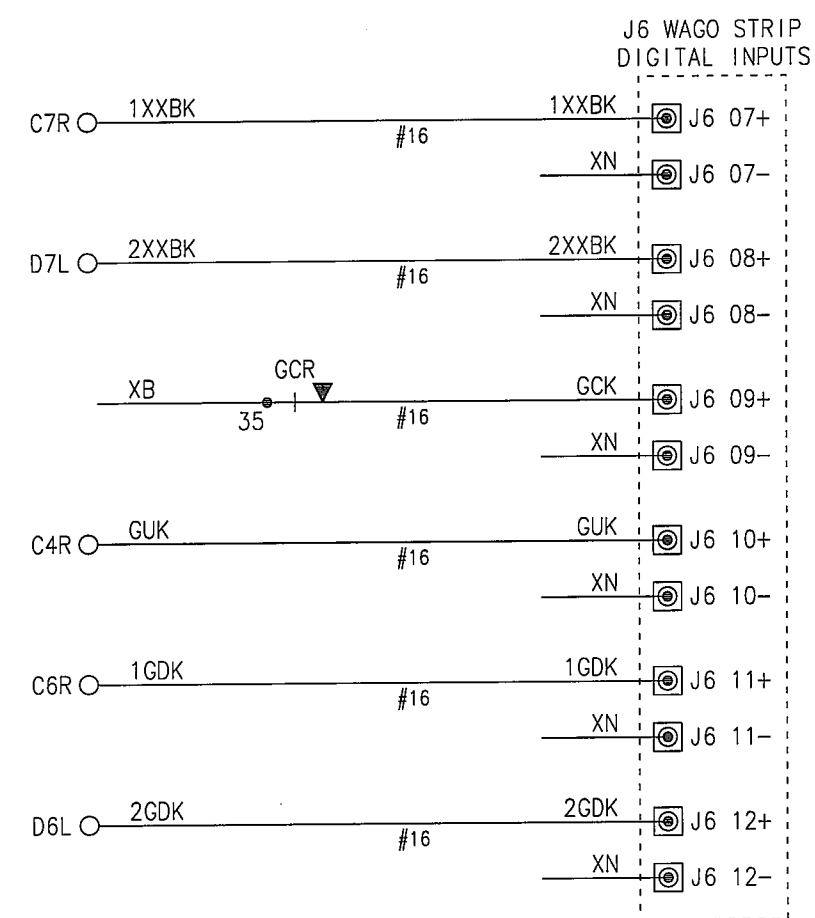 J6 WAGO STRIP
DIGITAL INPUTS
C7R 1XXBK #16 1XXBK J6 07+
XN J6 07-
D7L 2XXBK #16 2XXBK J6 08+
XN J6 08-
XB 35 GCR #16 GCK J6 09+
XN J6 09-
C4R GUK #16 GUK J6 10+
XN J6 10-
C6R 1GDK #16 1GDK J6 11+
XN J6 11-
D6L 2GDK #16 2GDK J6 12+
XN J6 12-